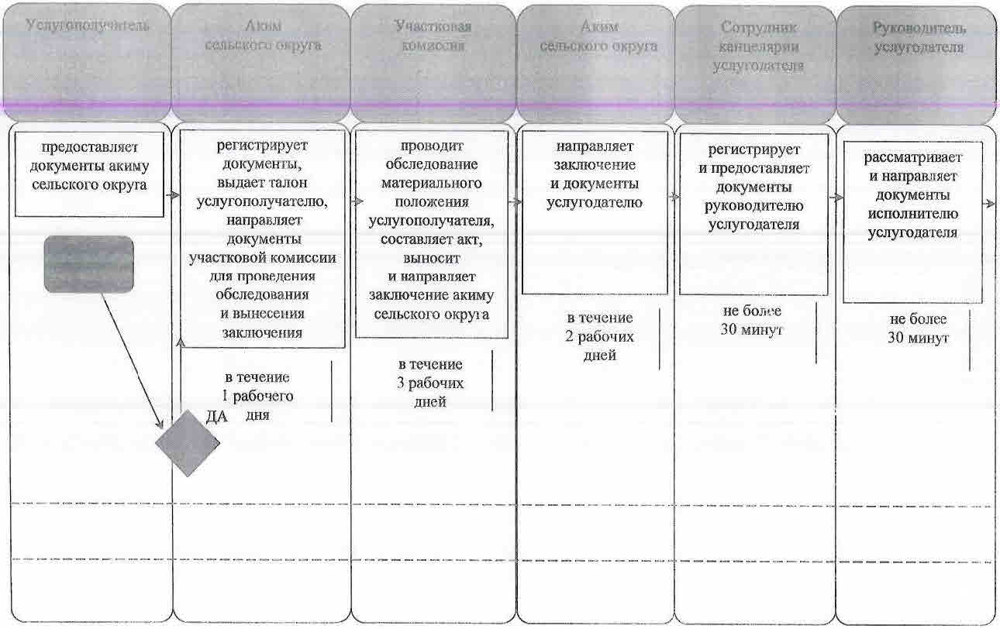 Услугополучитель
Аким
сельского округа
Участковая
комиссия
Аким
сельского округа
Сотрудник
канцелярии
услугодателя
Руководитель
услугодателя
предоставляет
документы акиму
сельского округа
регистрирует
документы,
выдает талон
услугополучателю,
направляет
документы
участковой комиссии
для проведения
обследования
и вынесения
заключения
в течение
1 рабочего
дня
ДА
проводит
обследование
материального
положения
услугополучателя,
составляет акт,
выносит
и направляет
заключение акиму
сельского округа
в течение
3 рабочих
дней
направляет
заключение
и документы
услугодателю
в течение
2 рабочих
дней
регистрирует
и предоставляет
документы
руководителю
услугодателя
не более
30 минут
рассматривает
и направляет
документы
исполнителю
услугодателя
не более
30 минут